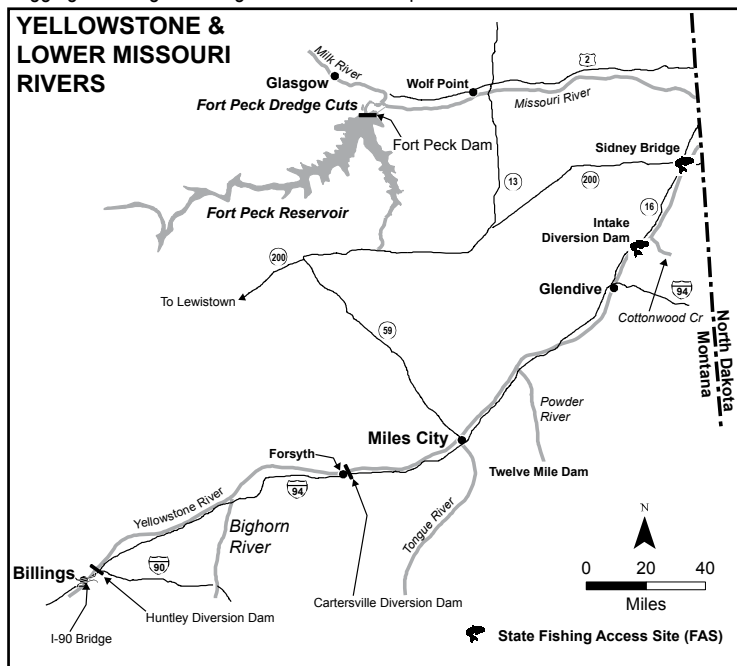 YELLOWSTONE &
LOWER MISSOURI
RIVERS
Milk River
Glasgow
Wolf Point
2
Missouri River
Fort Peck Dredge Cuts
Fort Peck Dam
Sidney Bridge
13
200
16
Fort Peck Reservoir
Intake
Diversion Dam
200
To Lewistown
Glendive
94
Cottonwood Cr
North Dakota
Montana
59
Powder
River
Miles City
Forsyth
Twelve Mile Dam
94
Yellowstone River
Bighorn
River
Tongue River
N
Billings
90
0 20 40
Miles
Huntley Diversion Dam
Cartersville Diversion Dam
I-90 Bridge
State Fishing Access Site (FAS)